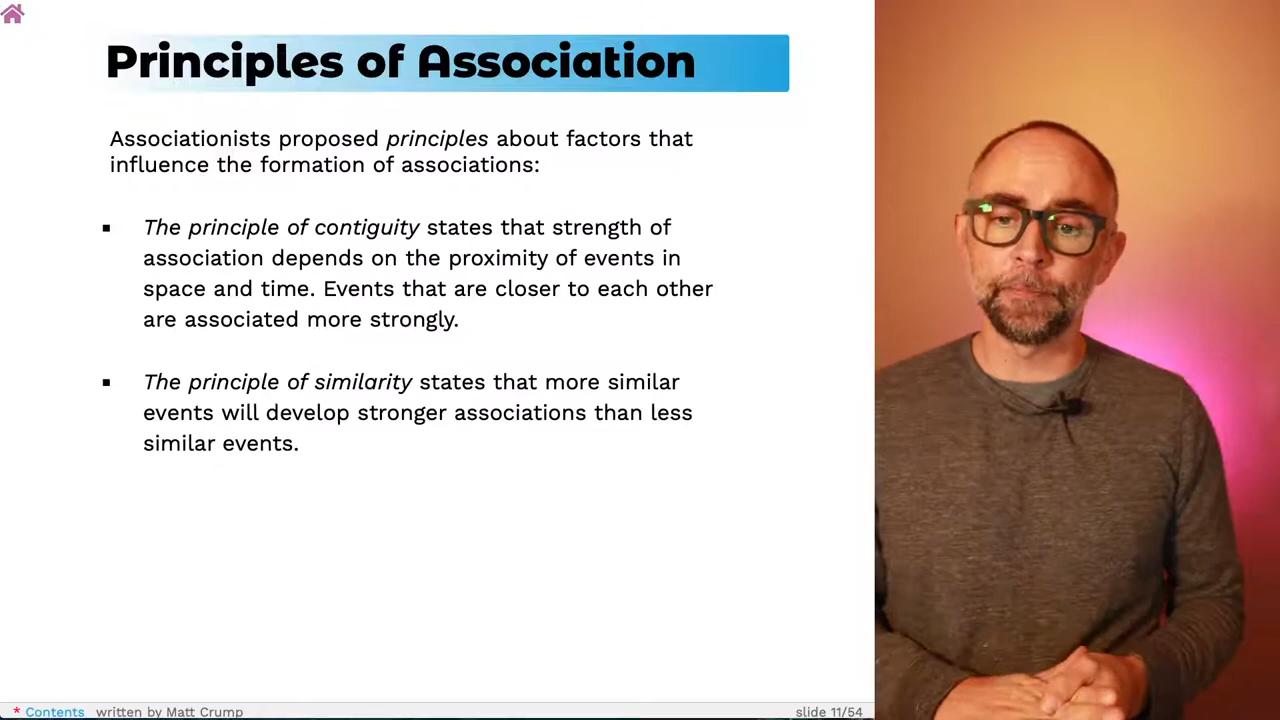 Principles of Association
Associationists proposed principles about factors that
influence the formation of associations:
▪ The principle of contiguity states that strength of
association depends on the proximity of events in
space and time. Events that are closer to each other
are associated more strongly.
▪ The principle of similarity states that more similar
events will develop stronger associations than less
similar events.
* Contents written by Matt Crump
slide 11/54